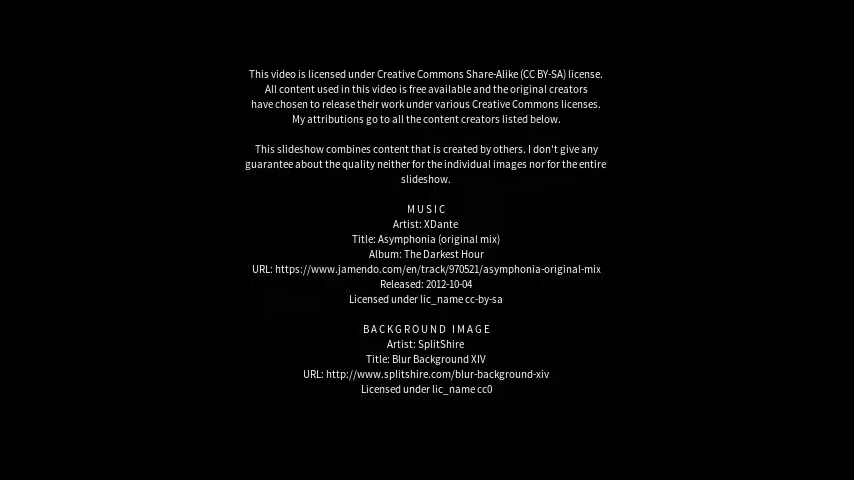 This video is licensed under Creative Commons Share-Alike (CC BY-SA) license.
All content used in this video is free available and the original creators
have chosen to release their work under various Creative Commons licenses.
My attributions go to all the content creators listed below.
This slideshow combines content that is created by others. I don't give any
guarantee about the quality neither for the individual images nor for the entire
slideshow.
MUSIC
Artist: XDante
Title: Asymphonia (original mix)
Album: The Darkest Hour
URL: https://www.jamendo.com/en/track/970521/asymphonia-original-mix
Released: 2012-10-04
Licensed under lic_name cc-by-sa
BACKGROUND IMAGE
Artist: SplitShire
Title: Blur Background XIV
URL: http://www.splitshire.com/blur-background-xiv
Licensed under lic_name cc0